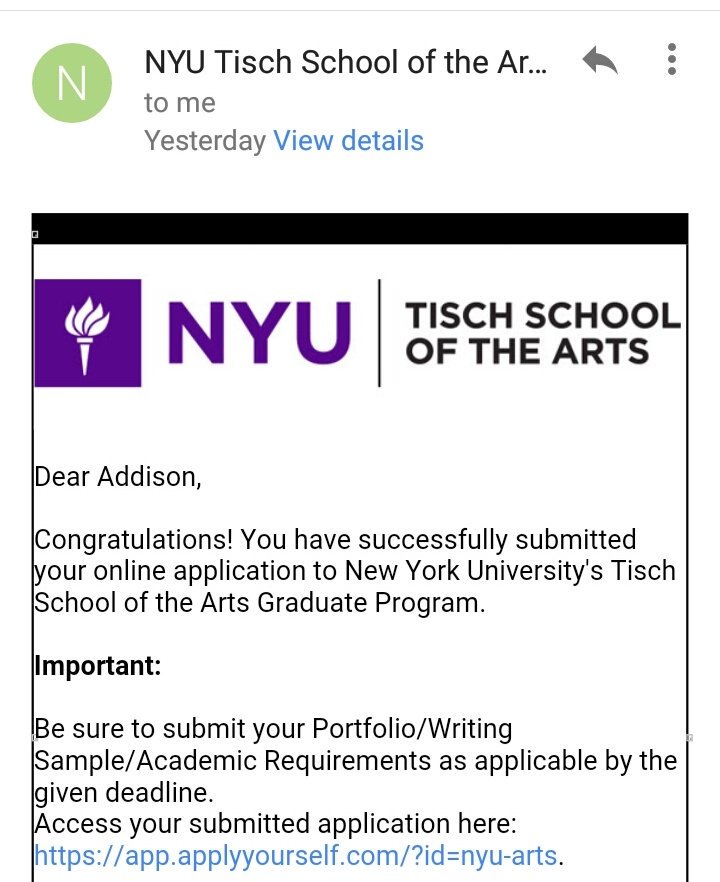 N
NYU Tisch School of the Ar...
to me
Yesterday View details
NYU
TISCH SCHOOL
OF THE ARTS
Dear Addison,
Congratulations! You have successfully submitted
your online application to New York University's Tisch
School of the Arts Graduate Program.
Important:
Be sure to submit your Portfolio/Writing
Sample/Academic Requirements as applicable by the
given deadline.
Access your submitted application here:
https://app.applyyourself.com/?id=nyu-arts.